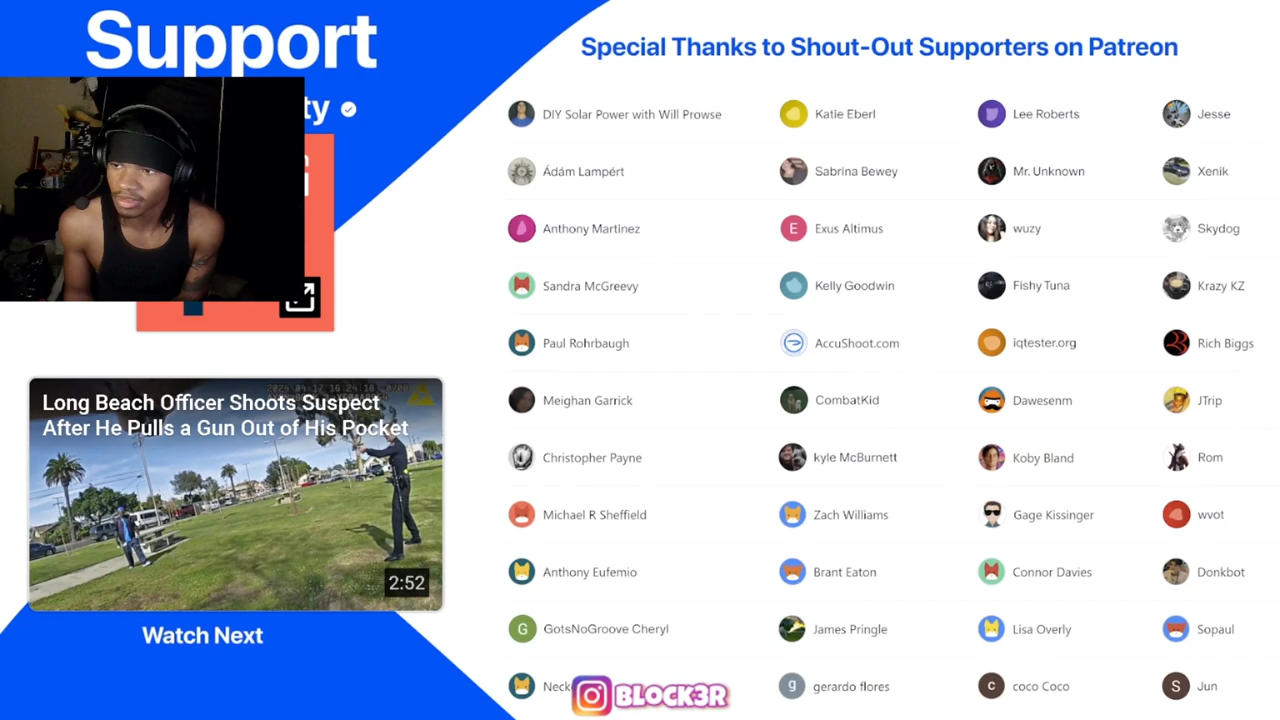 Support
ty
Special Thanks to Shout-Out Supporters on Patreon
DIY Solar Power with Will Prowse
Katie Eberl
Lee Roberts
Jesse
Ádám Lampért
Sabrina Bewey
Mr. Unknown
Xenik
Anthony Martinez
E
Exus Altimus
wuzy
Skydog
Sandra McGreevy
Kelly Goodwin
Fishy Tuna
Krazy KZ
Paul Rohrbaugh
AccuShoot.com
iqtester.org
Rich Biggs
Meighan Garrick
CombatKid
Dawesenm
JTrip
Christopher Payne
kyle McBurnett
Koby Bland
Rom
Michael R Sheffield
Zach Williams
Gage Kissinger
wvot
Anthony Eufemio
Brant Eaton
Connor Davies
Donkbot
G
GotsNoGroove Cheryl
James Pringle
Lisa Overly
Sopaul
Neck
g
gerardo flores
c
coco Coco
S
Jun
Long Beach Officer Shoots Suspect
After He Pulls a Gun Out of His Pocket
2:52
Watch Next
BLOCK3R